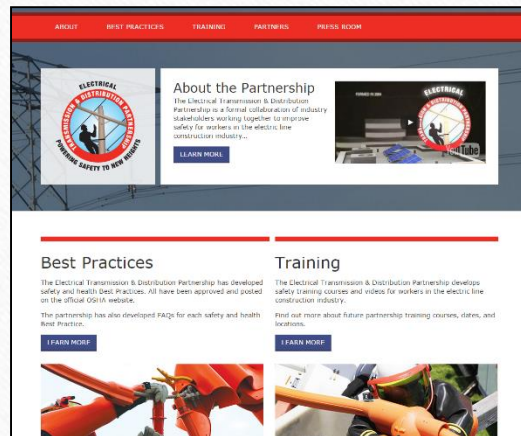 ABOUT BEST PRACTICES TRAINING PARTNERS PRESS ROOM
ELECTRICAL
TRANSMISSION & DISTRIBUTION PARTNERSHIP
POWERING SAFETY TO NEW HEIGHTS
About the Partnership
The Electrical Transmission & Distribution
Partnership is a formal collaboration of industry
stakeholders working together to improve
safety for workers in the electric line
construction industry...
LEARN MORE
ELECTRICAL
YouTube
Best Practices
The Electrical Transmission & Distribution Partnership has developed
safety and health Best Practices. All have been approved and posted
on the official OSHA website.
The partnership has also developed FAQs for each safety and health
Best Practice.
LEARN MORE
Training
The Electrical Transmission & Distribution Partnership develops
safety training courses and videos for workers in the electric line
construction industry.
Find out more about future partnership training courses, dates, and
locations.
LEARN MORE